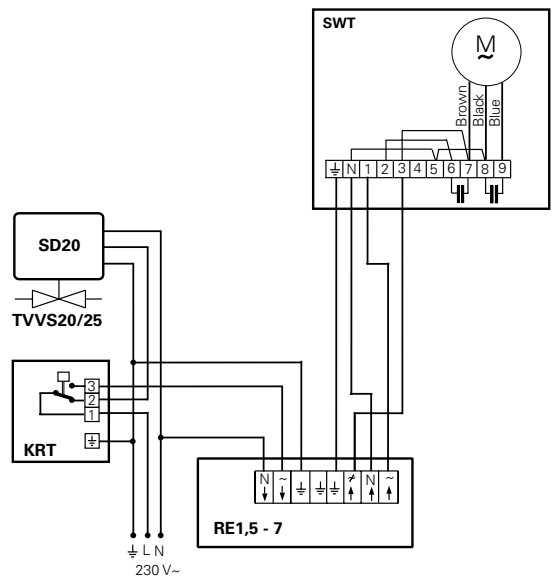 SWT
M
~
Brown
Black
Blue
N 1 2 3 4 5 6 7 8 9
SD20
TVVS20/25
3
2
1
KRT
N ~ ≁ N ~
RE1,5 - 7
L N
230 V~